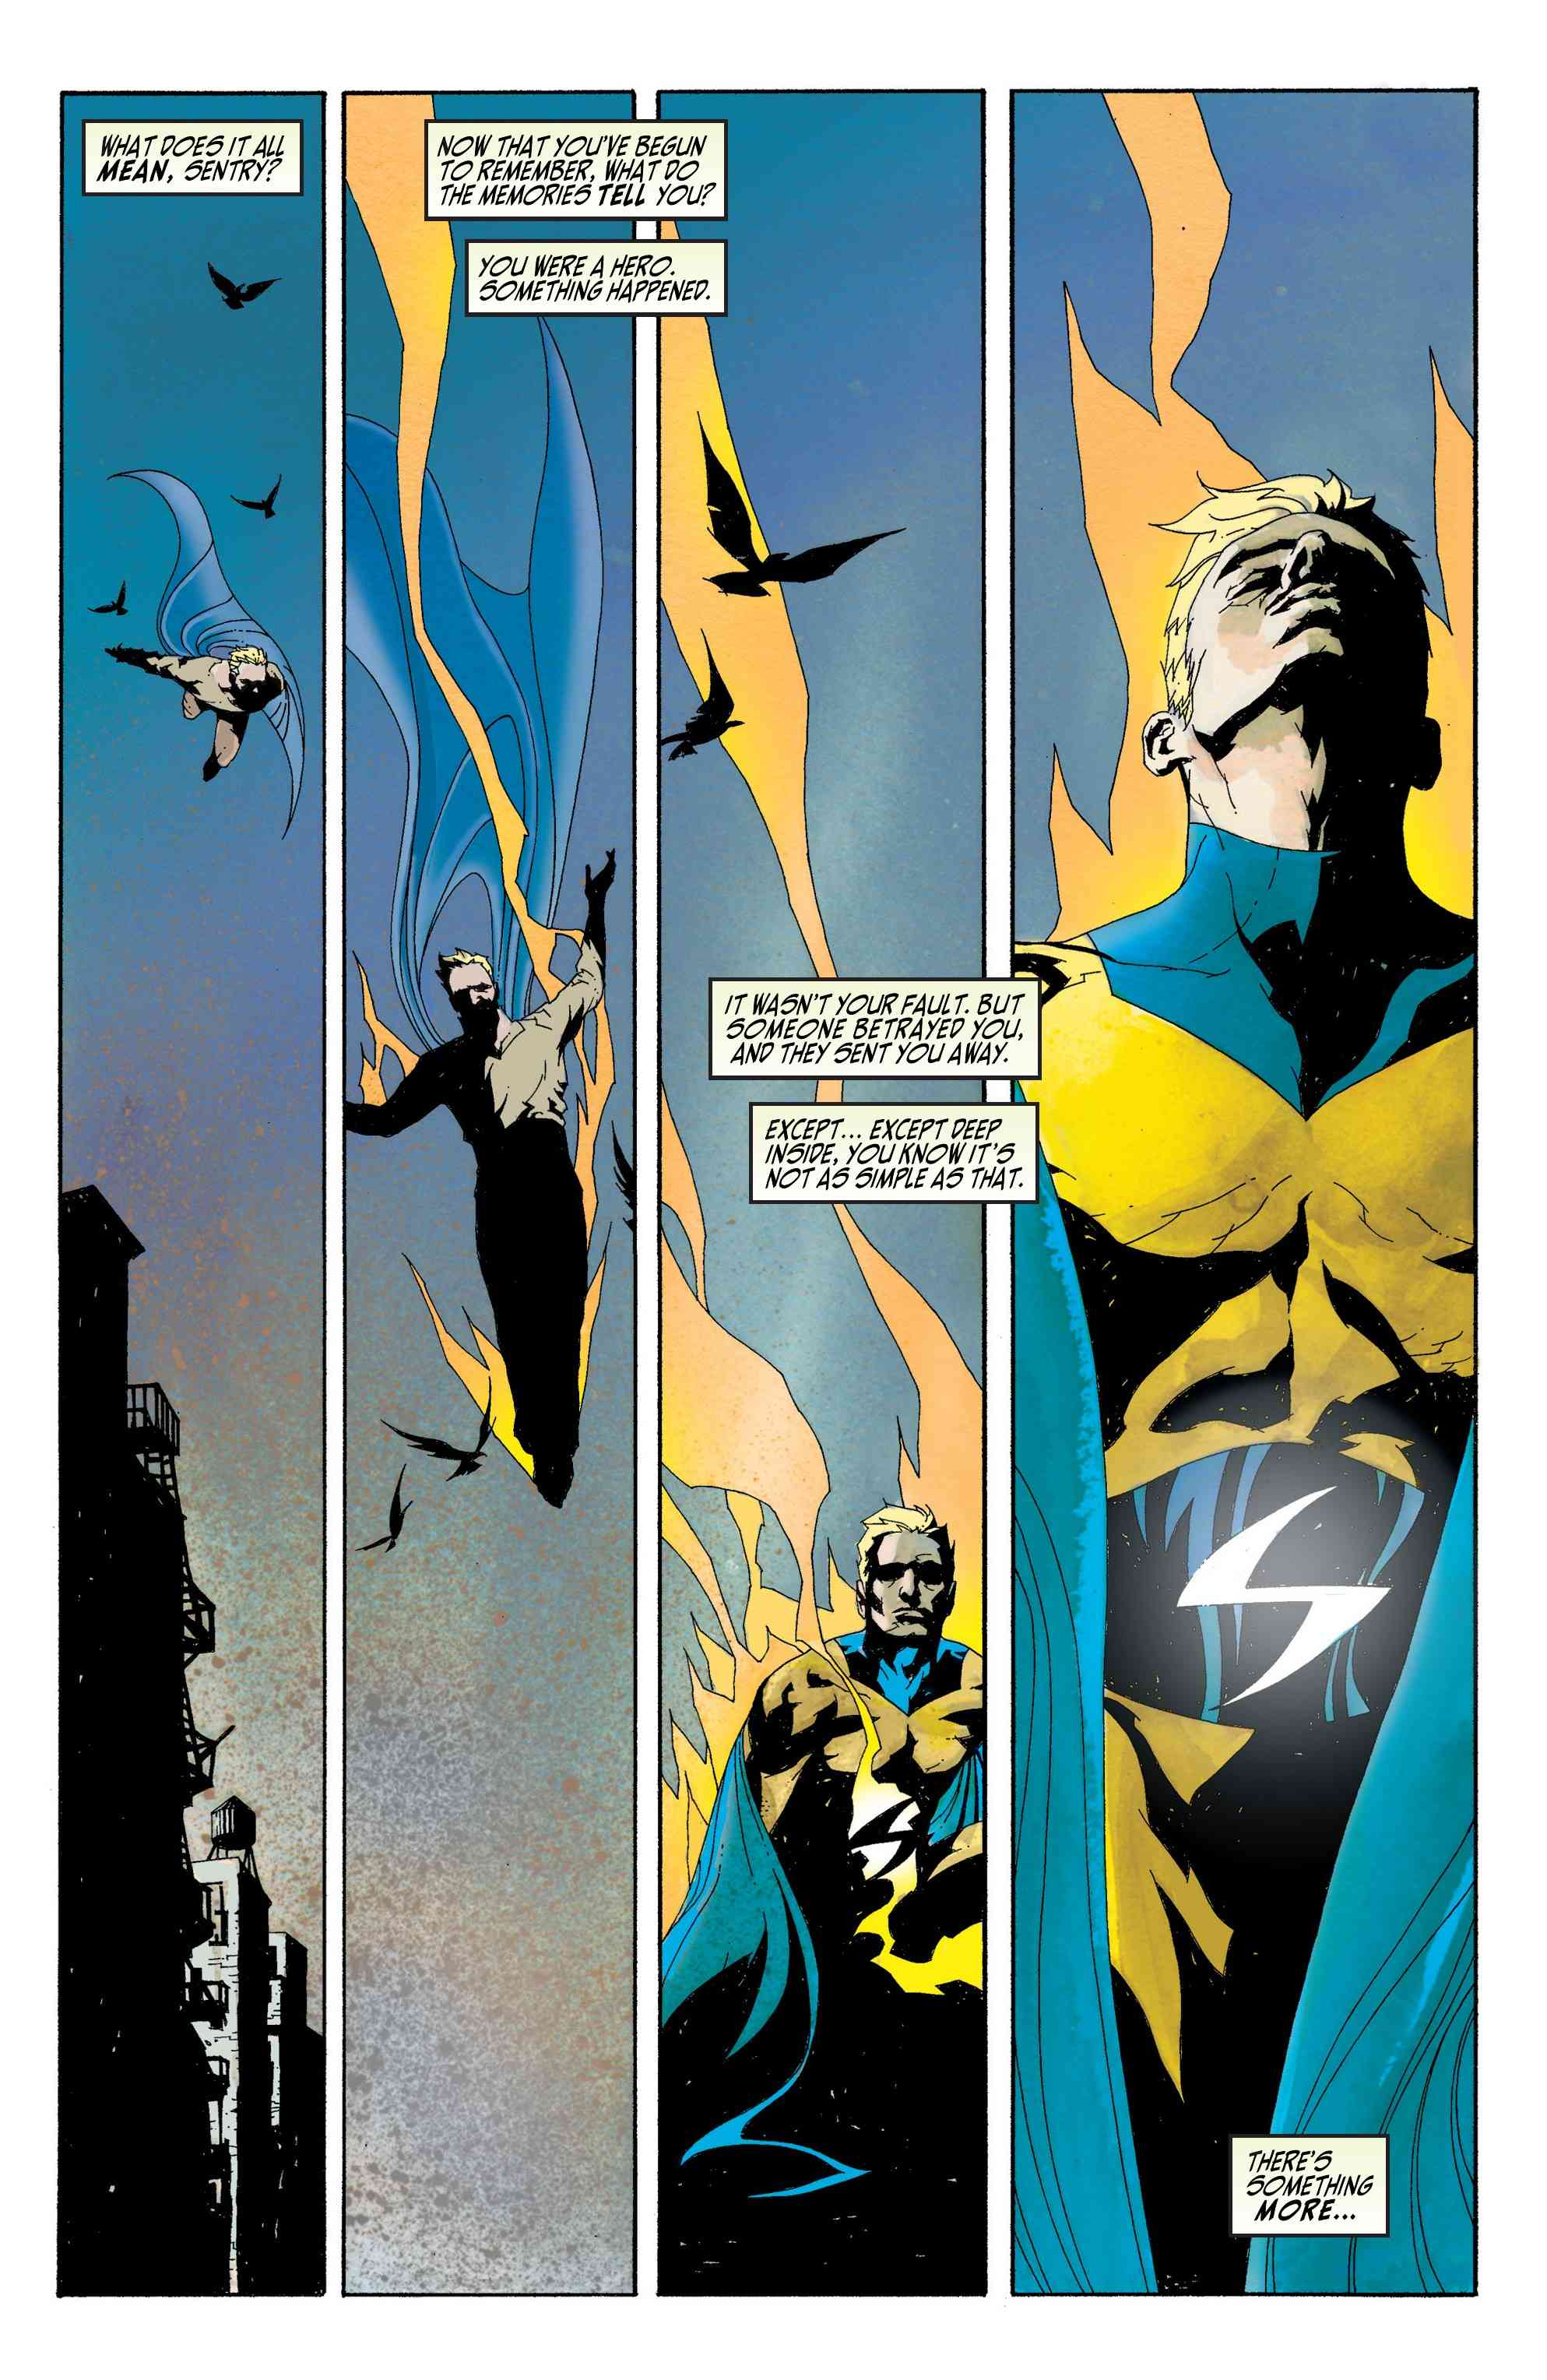 WHAT DOES IT ALL
MEAN, SENTRY?
NOW THAT YOU'VE BEGUN
TO REMEMBER, WHAT DO
THE MEMORIES TELL YOU?
YOU WERE A HERO.
SOMETHING HAPPENED.
IT WASN'T YOUR FAULT. BUT
SOMEONE BETRAYED YOU,
AND THEY SENT YOU AWAY.
EXCEPT... EXCEPT DEEP
INSIDE, YOU KNOW IT'S
NOT AS SIMPLE AS THAT.
S
S
THERE'S
SOMETHING
MORE...